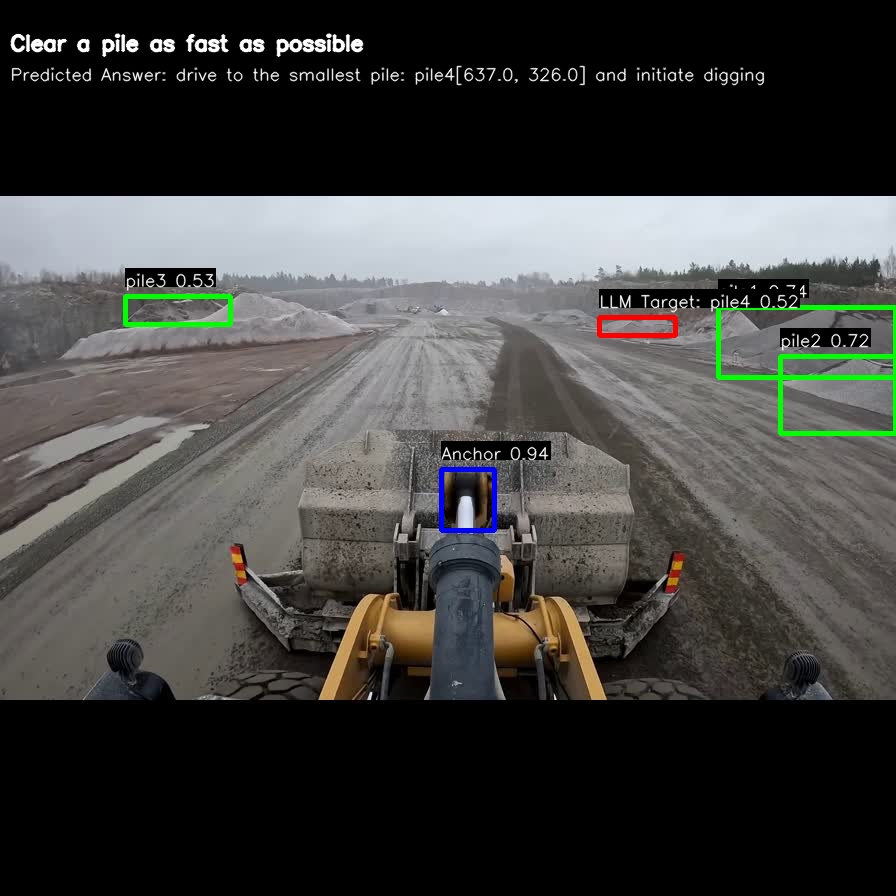 Clear a pile as fast as possible
Predicted Answer: drive to the smallest pile: pile4[637.0, 326.0] and initiate digging
pile3 0.53
LLM Target: pile4 0.52
pile2 0.72
Anchor 0.94